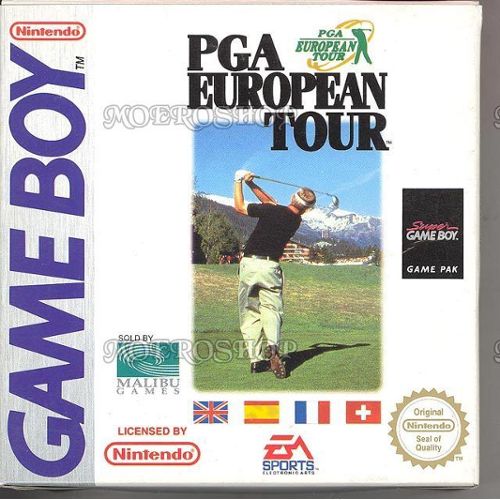 Nintendo
GAME BOY
TM
PGA
EUROPEAN
TOUR
TM
PGA
EUROPEAN
TOUR
MOEROSHOP
Super
GAME BOY
GAME PAK
SOLD BY
MOEROSHOP
MALIBU
GAMES
LICENSED BY
Nintendo
EA
SPORTS
ELECTRONIC ARTS
Original
Nintendo
Seal of
Quality